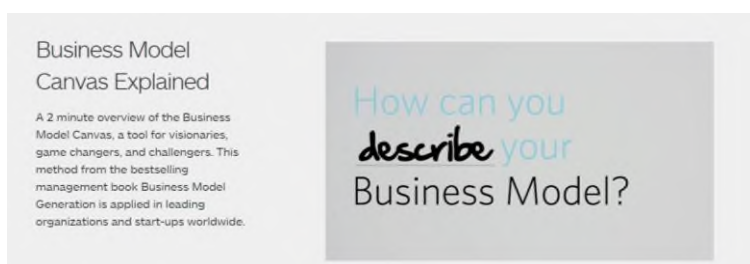 Business Model
Canvas Explained
A 2 minute overview of the Business
Model Canvas, a tool for visionaries,
game changers, and challengers. This
method from the bestselling
management book Business Model
Generation is applied in leading
organizations and start-ups worldwide.
How can you
describe your
Business Model?